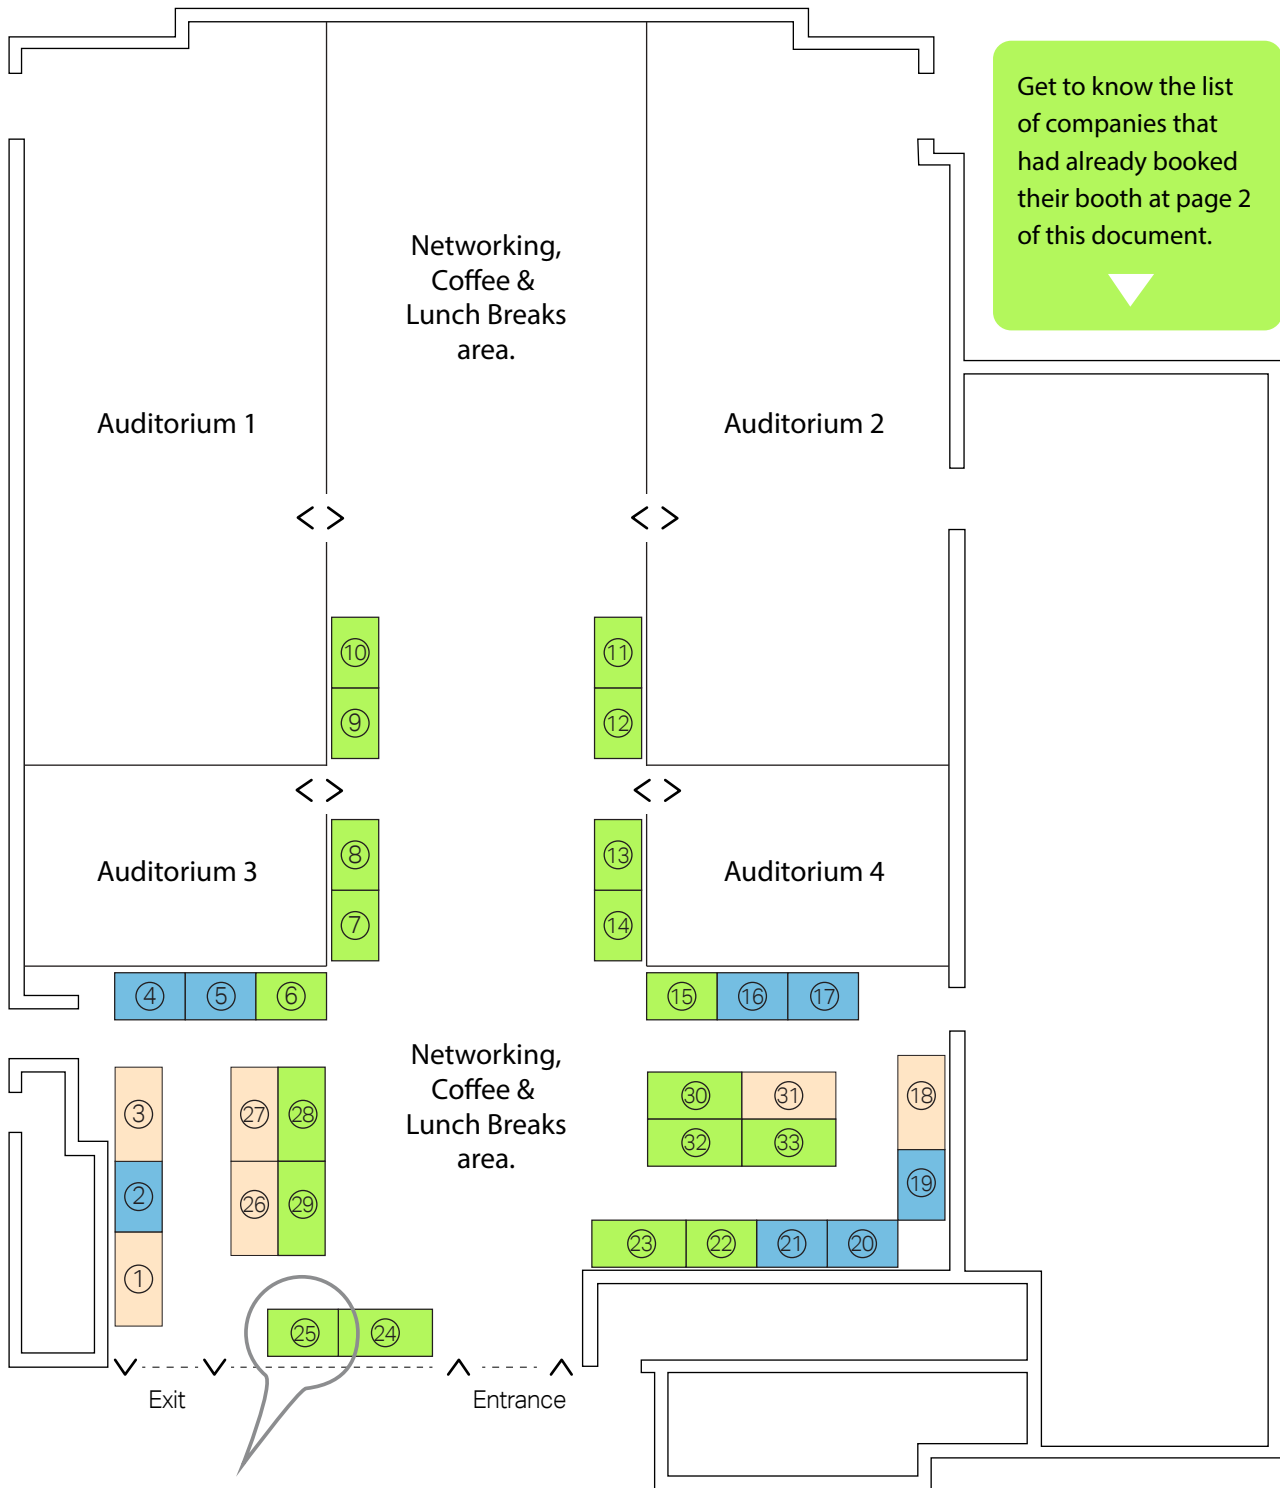 Get to know the list
of companies that
had already booked
their booth at page 2
of this document.
Networking,
Coffee &
Lunch Breaks
area.
Auditorium 1
Auditorium 2
10
11
9
12
8
13
Auditorium 3
Auditorium 4
7
14
4 5 6
15 16 17
Networking,
Coffee &
Lunch Breaks
area.
3
27 28
30 31
18
32 33
2
26 29
19
23 22 21 20
1
25 24
Exit
Entrance